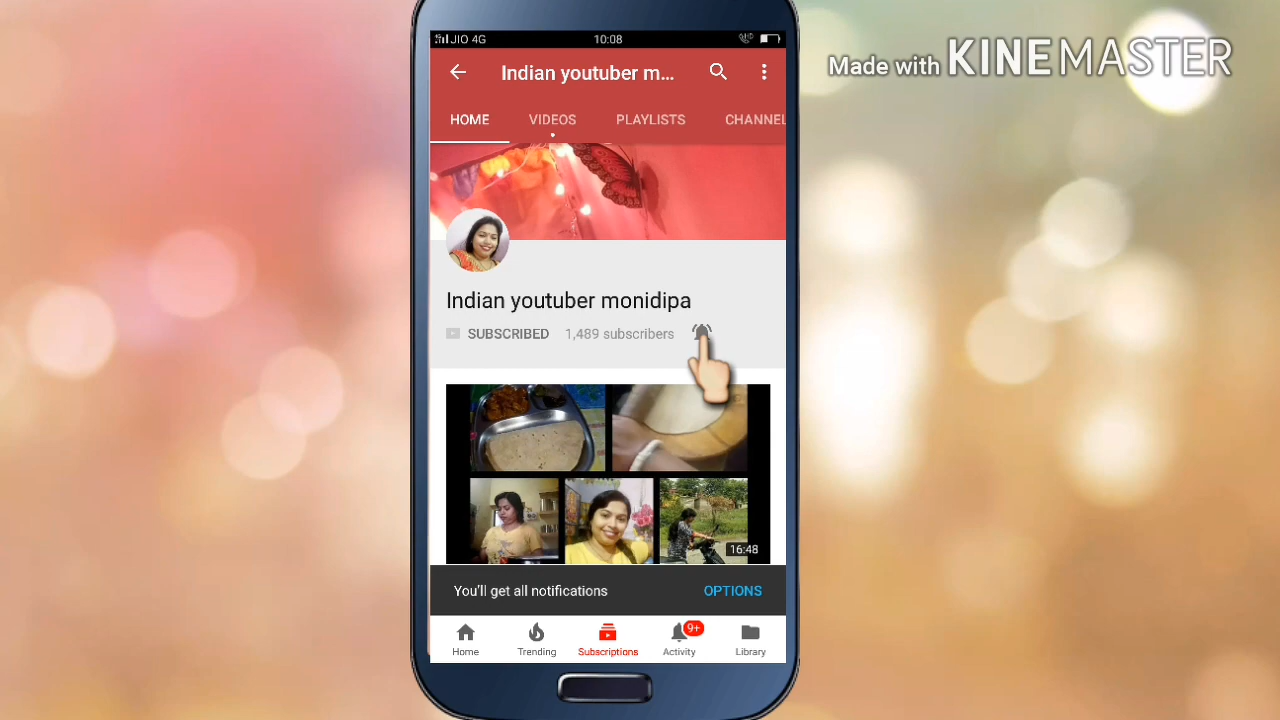 JIO 4G 10:08
Made with KINEMASTER
Indian youtuber m...
HOME VIDEOS PLAYLISTS CHANNEL
Indian youtuber monidipa
SUBSCRIBED 1,489 subscribers
16:48
You'll get all notifications OPTIONS
9+
Home Trending Subscriptions Activity Library